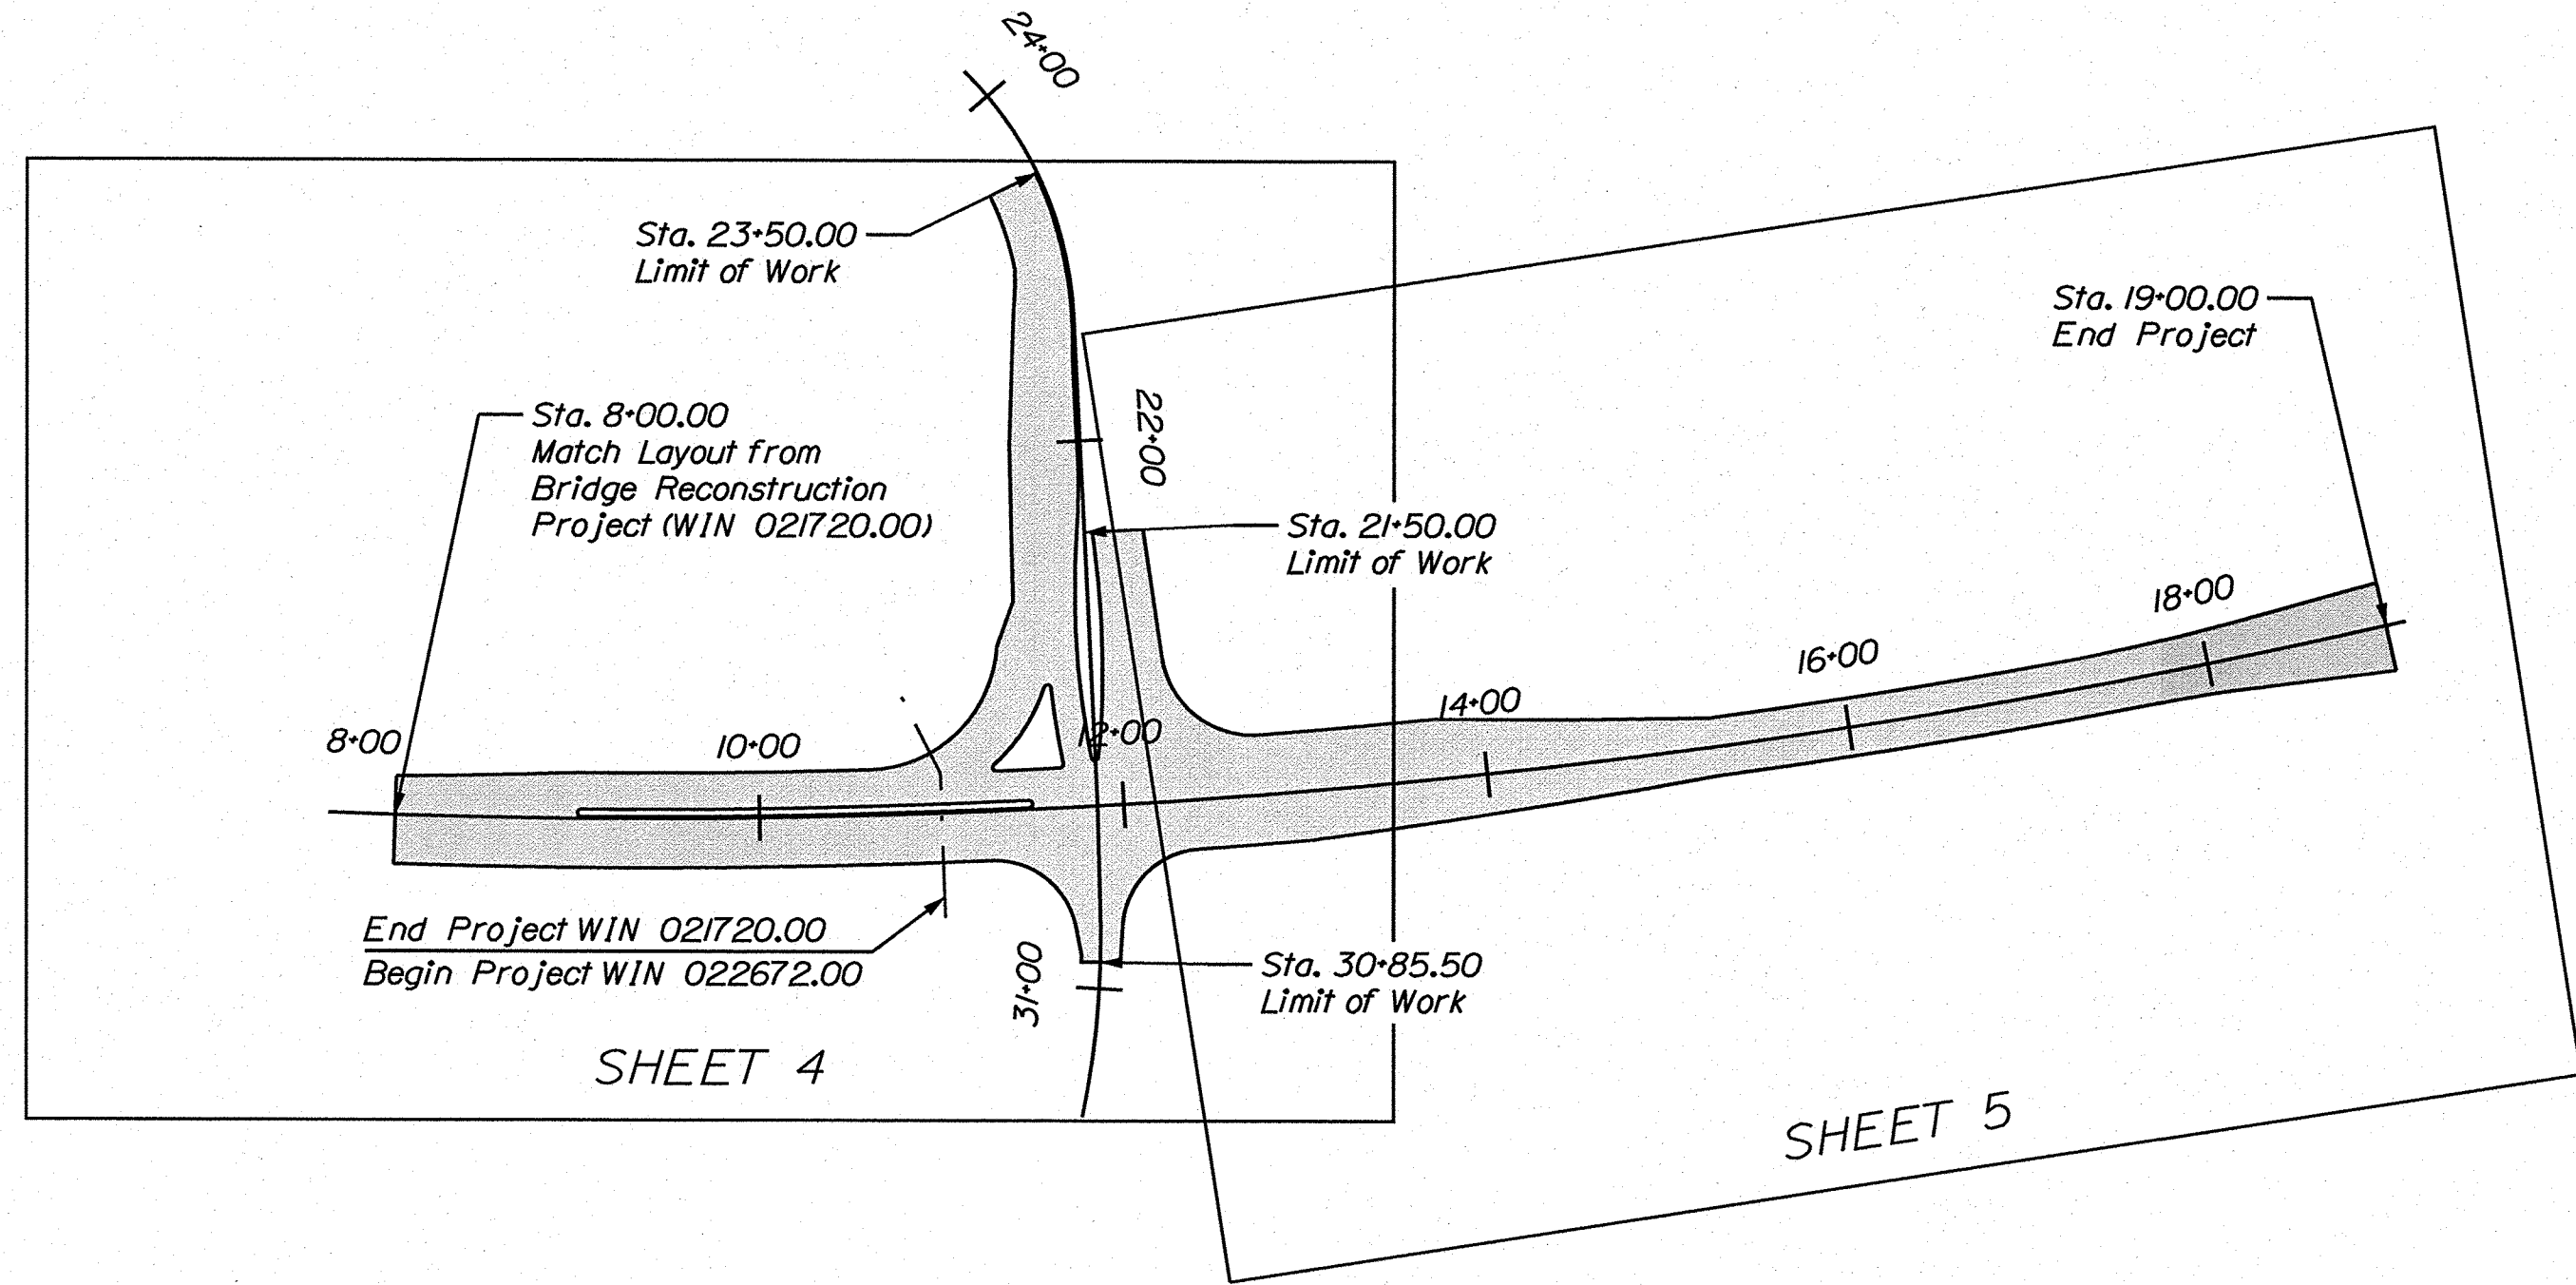 24+00
Sta. 23+50.00
Limit of Work
Sta. 19+00.00
End Project
Sta. 8+00.00
Match Layout from
Bridge Reconstruction
Project (WIN 021720.00)
22+00
Sta. 21+50.00
Limit of Work
8+00
10+00
12+00
14+00
16+00
18+00
End Project WIN 021720.00
Begin Project WIN 022672.00
31+00
Sta. 30+85.50
Limit of Work
SHEET 4
SHEET 5